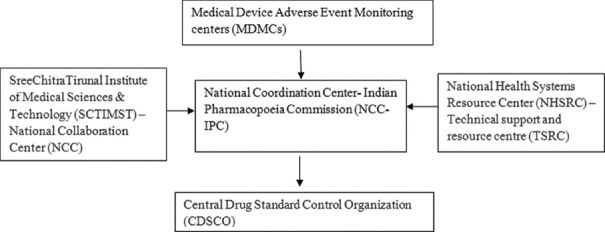 Medical Device Adverse Event Monitoring
centers (MDMCs)
SreeChitraTirunal Institute
of Medical Sciences &
Technology (SCTIMST) –
National Collaboration
Center (NCC)
National Coordination Center- Indian
Pharmacopoeia Commission (NCC-
IPC)
National Health Systems
Resource Center (NHSRC) –
Technical support and
resource centre (TSRC)
Central Drug Standard Control Organization
(CDSCO)